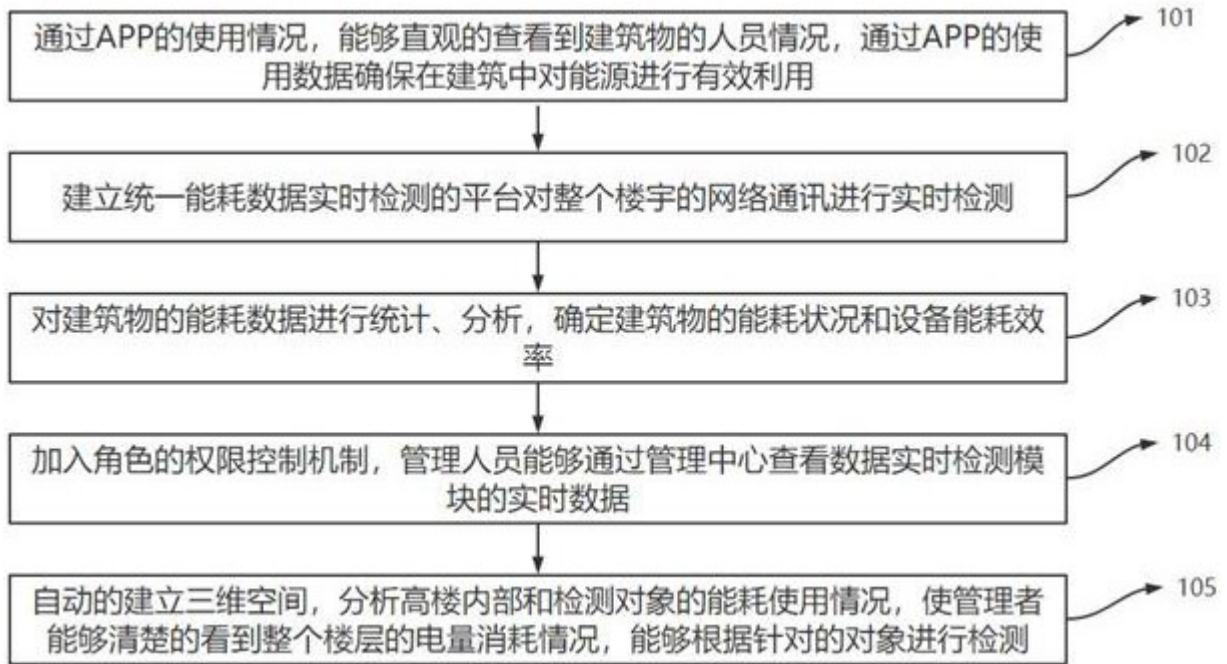 通过APP的使用情况，能够直观的查看到建筑物的人员情况，通过APP的使
用数据确保在建筑中对能源进行有效利用
101
建立统一能耗数据实时检测的平台对整个楼宇的网络通讯进行实时检测
102
对建筑物的能耗数据进行统计、分析，确定建筑物的能耗状况和设备能耗效
率
103
加入角色的权限控制机制，管理人员能够通过管理中心查看数据实时检测模
块的实时数据
104
自动的建立三维空间，分析高楼内部和检测对象的能耗使用情况，使管理者
能够清楚的看到整个楼层的电量消耗情况，能够根据针对的对象进行检测
105